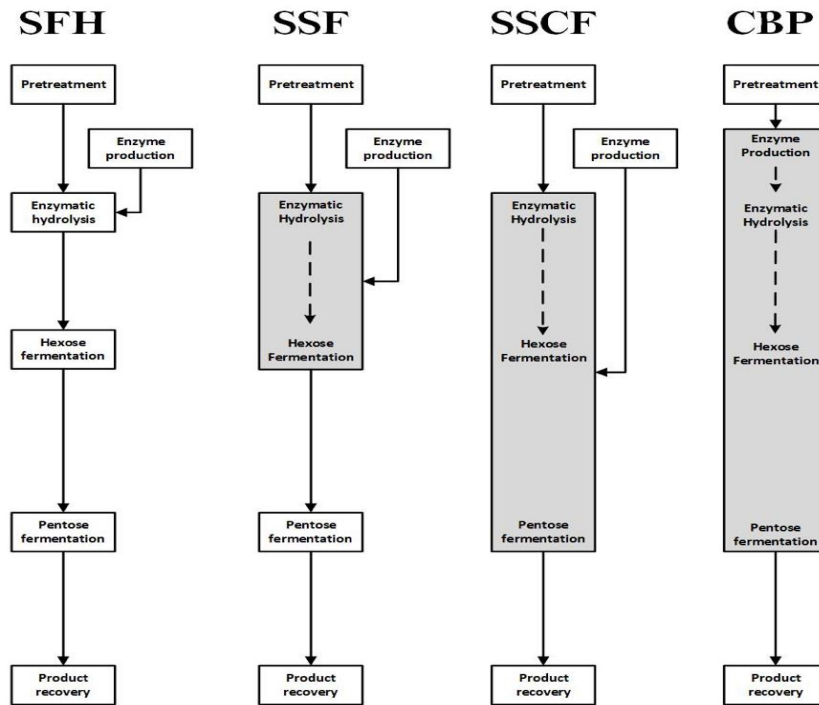 SFH
Pretreatment
Enzyme
production
Enzymatic
hydrolysis
Hexose
fermentation
Pentose
fermentation
Product
recovery
SSF
Pretreatment
Enzyme
production
Enzymatic
Hydrolysis
Hexose
Fermentation
Pentose
fermentation
Product
recovery
SSCF
Pretreatment
Enzyme
production
Enzymatic
Hydrolysis
Hexose
Fermentation
Pentose
fermentation
Product
recovery
CBP
Pretreatment
Enzyme
Production
Enzymatic
Hydrolysis
Hexose
Fermentation
Pentose
fermentation
Product
recovery